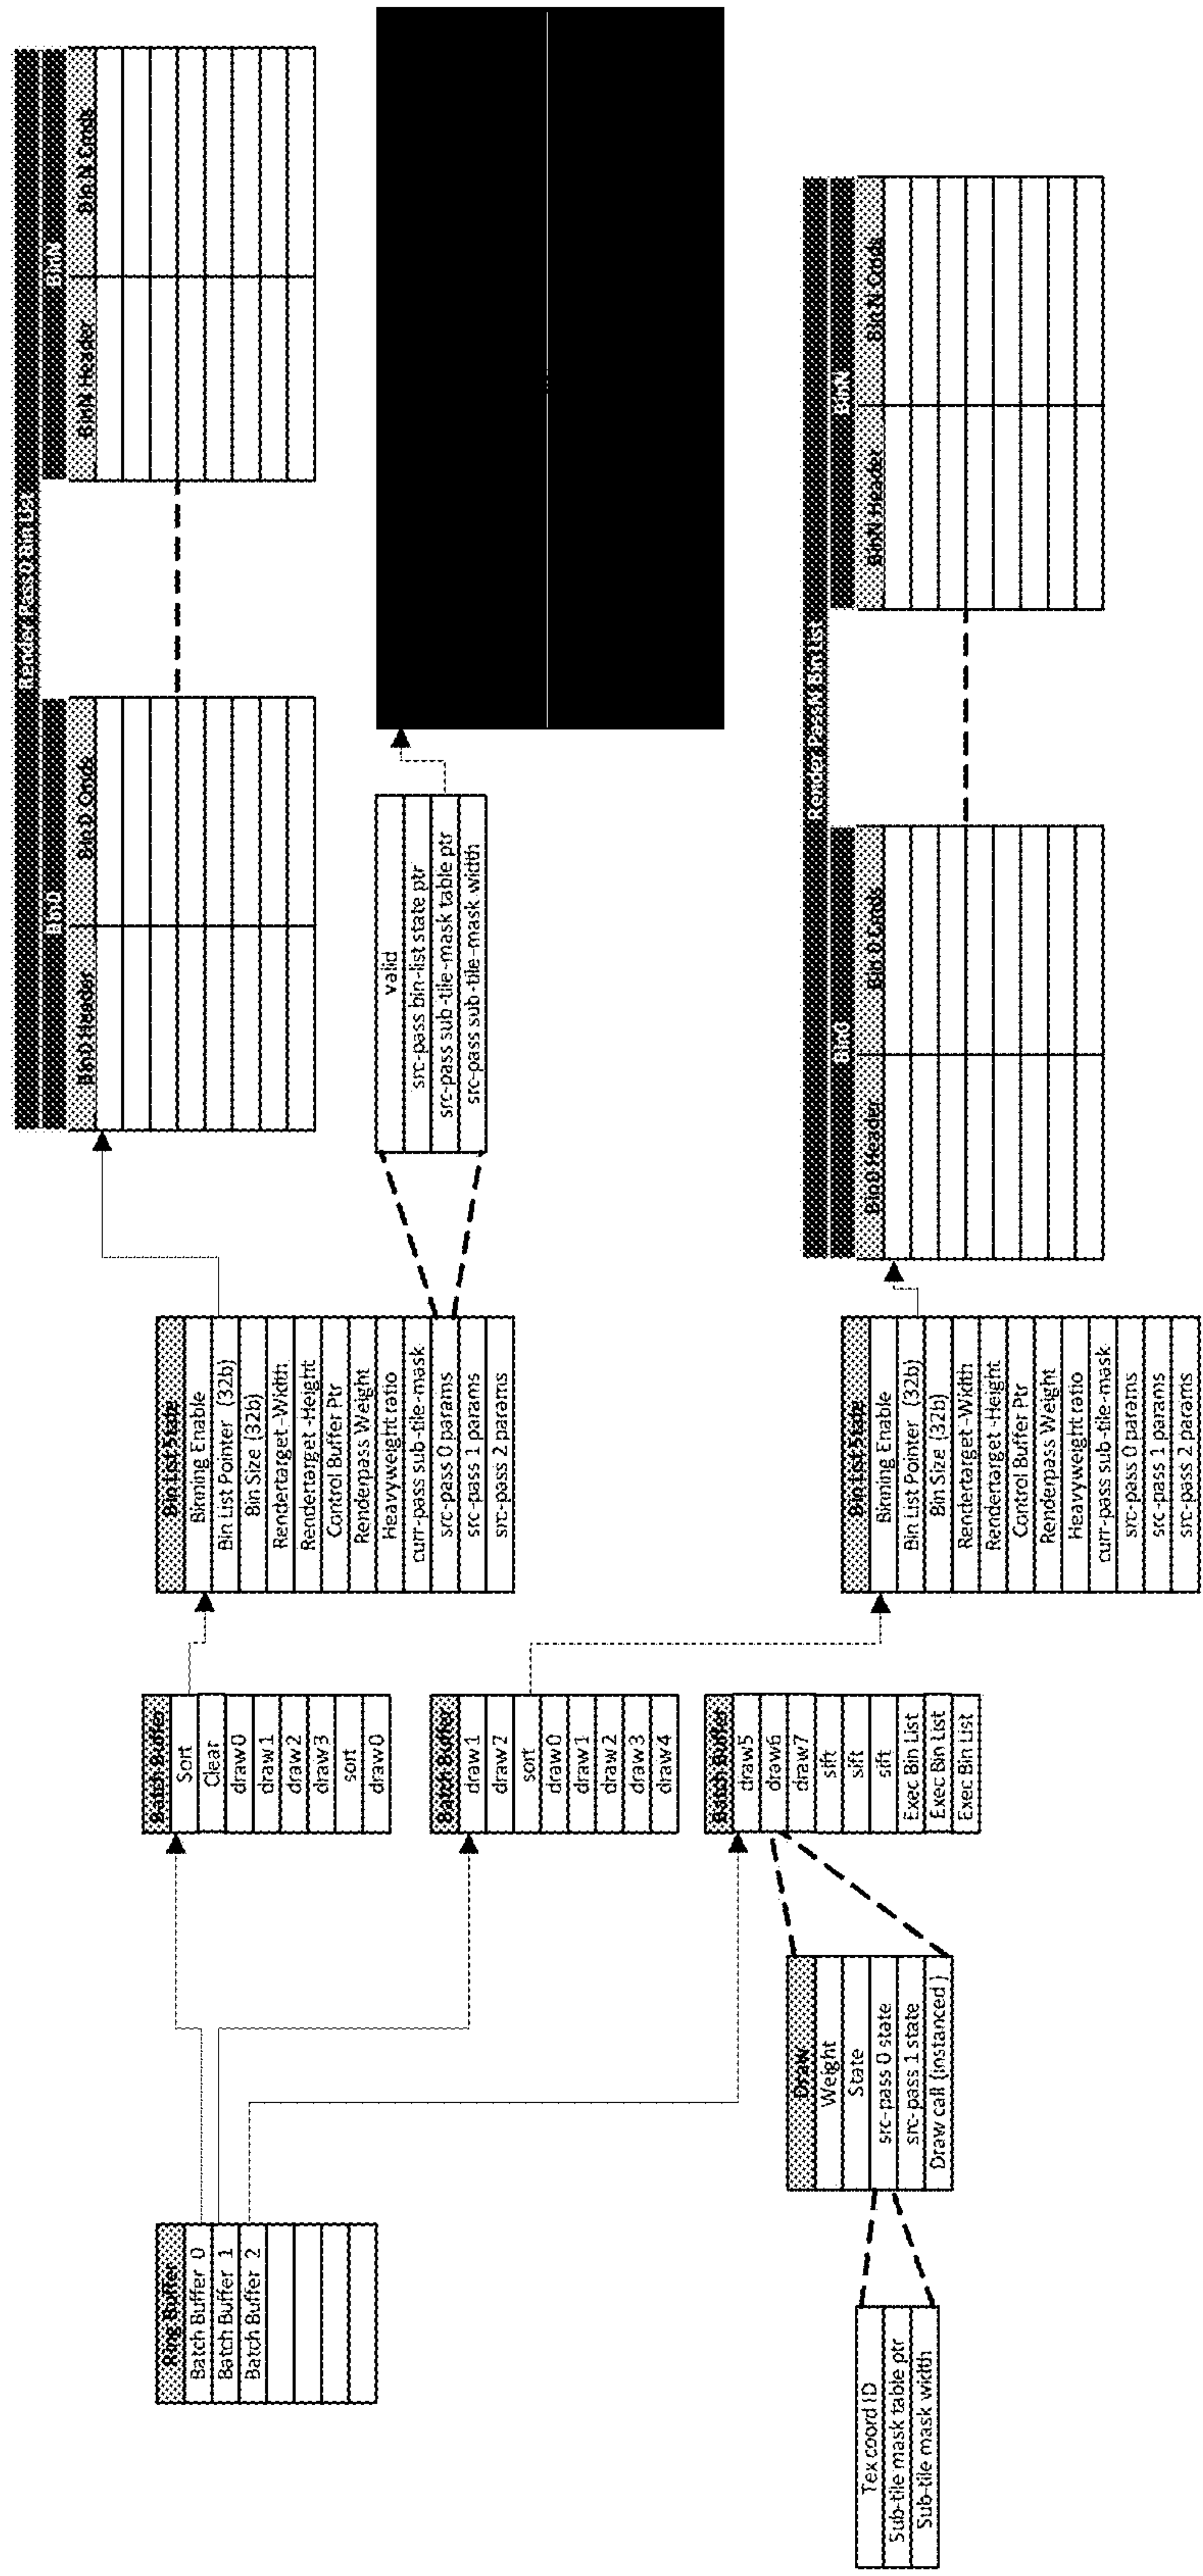 Ring Buffer
Batch Buffer 0
Batch Buffer 1
Batch Buffer 2
Tex coord ID
Sub-tile mask table ptr
Sub-tile mask width
Draw
Weight
State
src-pass 0 state
src-pass 1 state
Draw call (instanced)
Batch Buffer
Sort
Clear
draw0
draw1
draw2
draw3
sort
draw0
Batch Buffer
draw1
draw2
sort
draw0
draw1
draw2
draw3
draw4
Batch Buffer
draw5
draw6
draw7
sift
sift
sift
Exec Bin List
Exec Bin List
Exec Bin List
Bin List State
Binning Enable
Bin List Pointer (32b)
Bin Size (32b)
Rendertarget-Width
Rendertarget-Height
Control Buffer Ptr
Renderpass Weight
Heavyweight ratio
curr-pass sub-tile-mask
src-pass 0 params
src-pass 1 params
src-pass 2 params
Bin List State
Binning Enable
Bin List Pointer (32b)
Bin Size (32b)
Rendertarget-Width
Rendertarget-Height
Control Buffer Ptr
Renderpass Weight
Heavyweight ratio
curr-pass sub-tile-mask
src-pass 0 params
src-pass 1 params
src-pass 2 params
valid
src-pass bin-list state ptr
src-pass sub-tile-mask table ptr
src-pass sub-tile-mask width
Render Pass0 Bin List
Bin0
Bin0 Header
Bin 0 Cmds
BinN
BinN Header
Bin N Cmds
Render PassN Bin List
Bin0
Bin0 Header
Bin 0 Cmds
BinN
BinN Header
Bin N Cmds